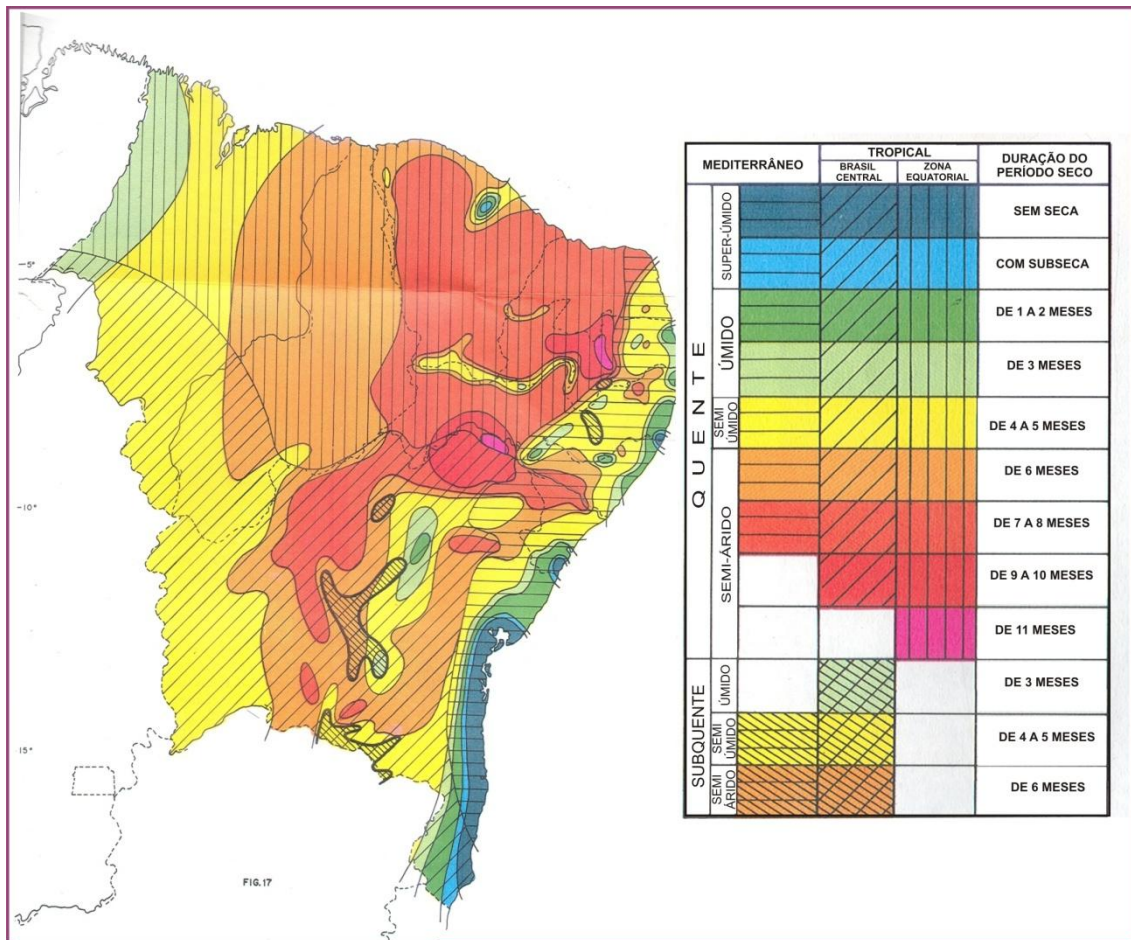 -5°
-10°
15°
FIG.17
MEDITERRÂNEO
TROPICAL
BRASIL
CENTRAL
ZONA
EQUATORIAL
DURAÇÃO DO
PERÍODO SECO
QUENTE
SUPER-ÚMIDO
SEM SECA
COM SUBSECA
ÚMIDO
DE 1 A 2 MESES
DE 3 MESES
SEMI
ÚMIDO
DE 4 A 5 MESES
SEMI-ÁRIDO
DE 6 MESES
DE 7 A 8 MESES
DE 9 A 10 MESES
DE 11 MESES
SUBQUENTE
ÚMIDO
DE 3 MESES
SEMI
ÚMIDO
DE 4 A 5 MESES
SEMI
ÁRIDO
DE 6 MESES